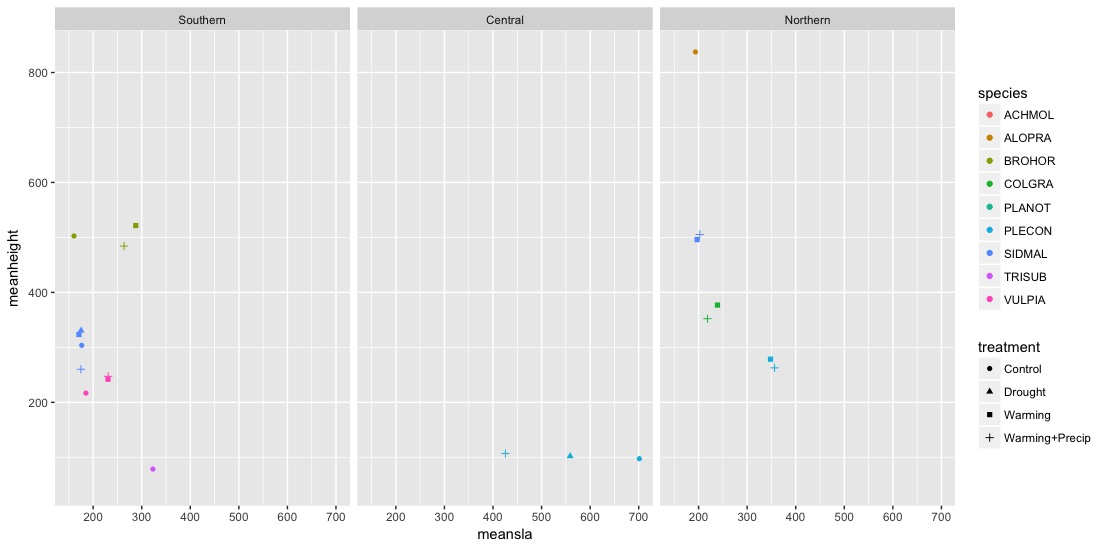 Southern Central Northern
800
600
400
200
meanheight
200 300 400 500 600 700 200 300 400 500 600 700 200 300 400 500 600 700
meansla
species
ACHMOL
ALOPRA
BROHOR
COLGRA
PLANOT
PLECON
SIDMAL
TRISUB
VULPIA
treatment
Control
Drought
Warming
Warming+Precip